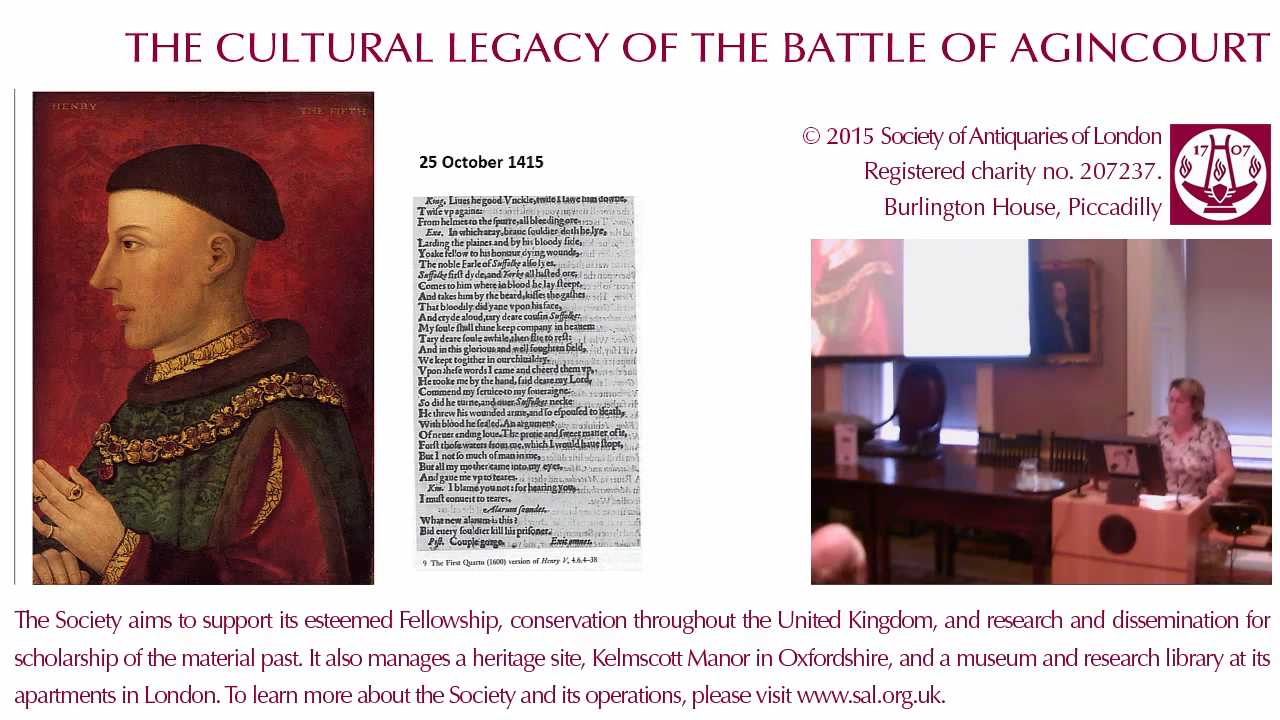 THE CULTURAL LEGACY OF THE BATTLE OF AGINCOURT
HENRY
THE FIFTH
25 October 1415
King, Liues he good Vnckle, twise I sawe him downe,
Twise vp againe:
From helmet to the spurre, all bleeding ore.
Exe. In which aray, braue souldier doth he lye,
Larding the plaines and by his bloody side,
Yoake fellow to his honour dying wounds,
The noble Earle of Suffolke also lyes.
Suffolke first dyde, and Yorke all hasted ore,
Comes to him where in blood he lay steept,
And takes him by the beard, kisses the gashes
That bloodily did yane vpon his face,
And cryde aloud, tary deare cousin Suffolke:
My soule shall thine keep company in heauen:
Tary deare soule awhile, then flie to rest:
And in this glorious and well foughten field,
We kept togither in our chiualdry.
Vpon these words I came and cheerd them vp,
He tooke me by the hand, said deare my Lord,
Commend my seruice to my soueraigne:
So did he turne, and ouer Suffolkes necke
He threw his wounded arme, and so espoused to death,
With blood he sealed. An argument
Of neuer ending loue. The pretie and sweet maner of it,
Forst those waters from me, which I would haue stopt,
But I not so much of man in me,
But all my mother came into my eyes,
And gaue me vp to teares.
Kin. I blame you not: for hearing you,
I must conuert to teares.
Alarum soundes.
What new alarum is this?
Bid euery souldier kill his prisoner.
Pist. Couple gorge. Exit omnes.
9 The First Quarto (1600) version of Henry V, 4.6.4–38
© 2015 Society of Antiquaries of London
Registered charity no. 207237.
Burlington House, Piccadilly
17 07
The Society aims to support its esteemed Fellowship, conservation throughout the United Kingdom, and research and dissemination for
scholarship of the material past. It also manages a heritage site, Kelmscott Manor in Oxfordshire, and a museum and research library at its
apartments in London. To learn more about the Society and its operations, please visit www.sal.org.uk.